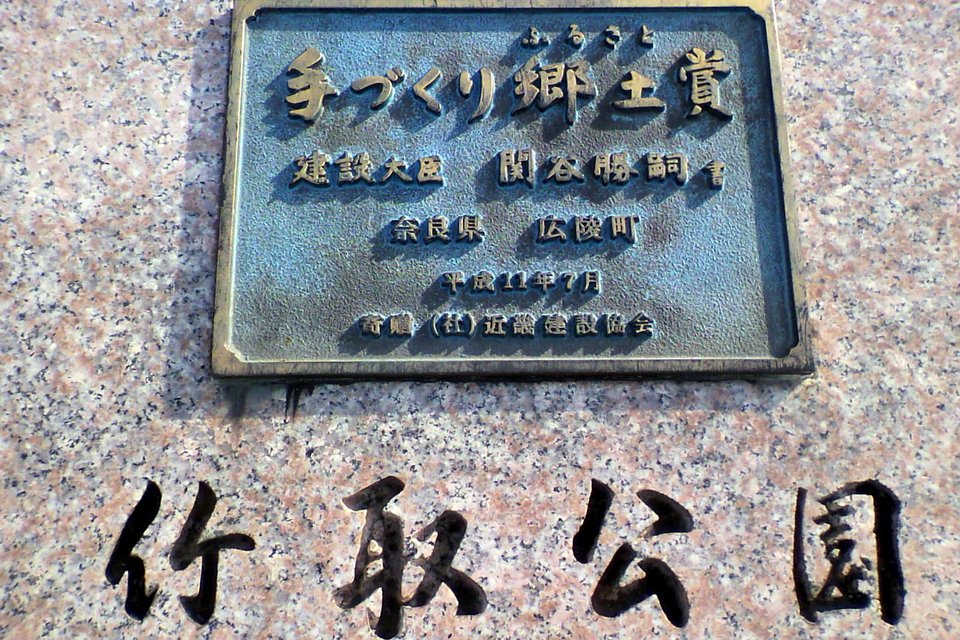 ふるさと
手づくり郷土賞
建設大臣 関谷勝嗣 書
奈良県 広陵町
平成11年7月
寄贈 (社)近畿建設協会
竹取公園